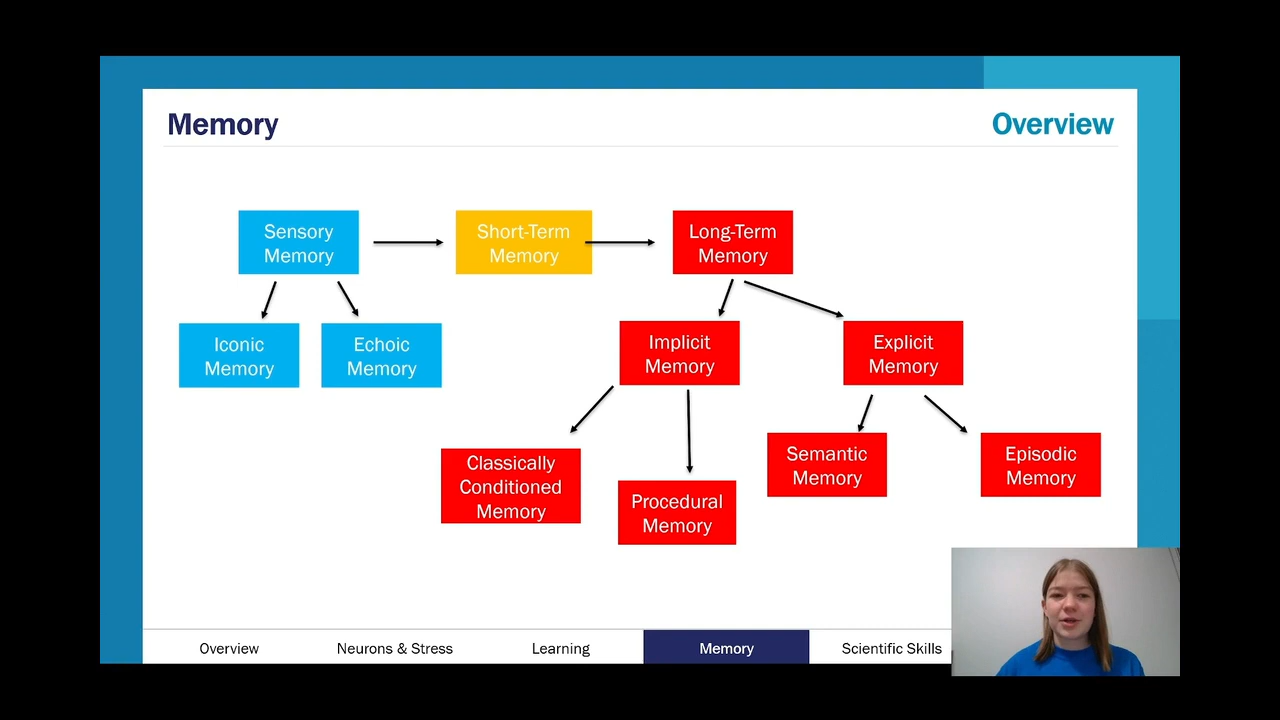 Memory
Overview
Sensory
Memory
Short-Term
Memory
Long-Term
Memory
Iconic
Memory
Echoic
Memory
Implicit
Memory
Explicit
Memory
Classically
Conditioned
Memory
Procedural
Memory
Semantic
Memory
Episodic
Memory
Overview
Neurons & Stress
Learning
Memory
Scientific Skills